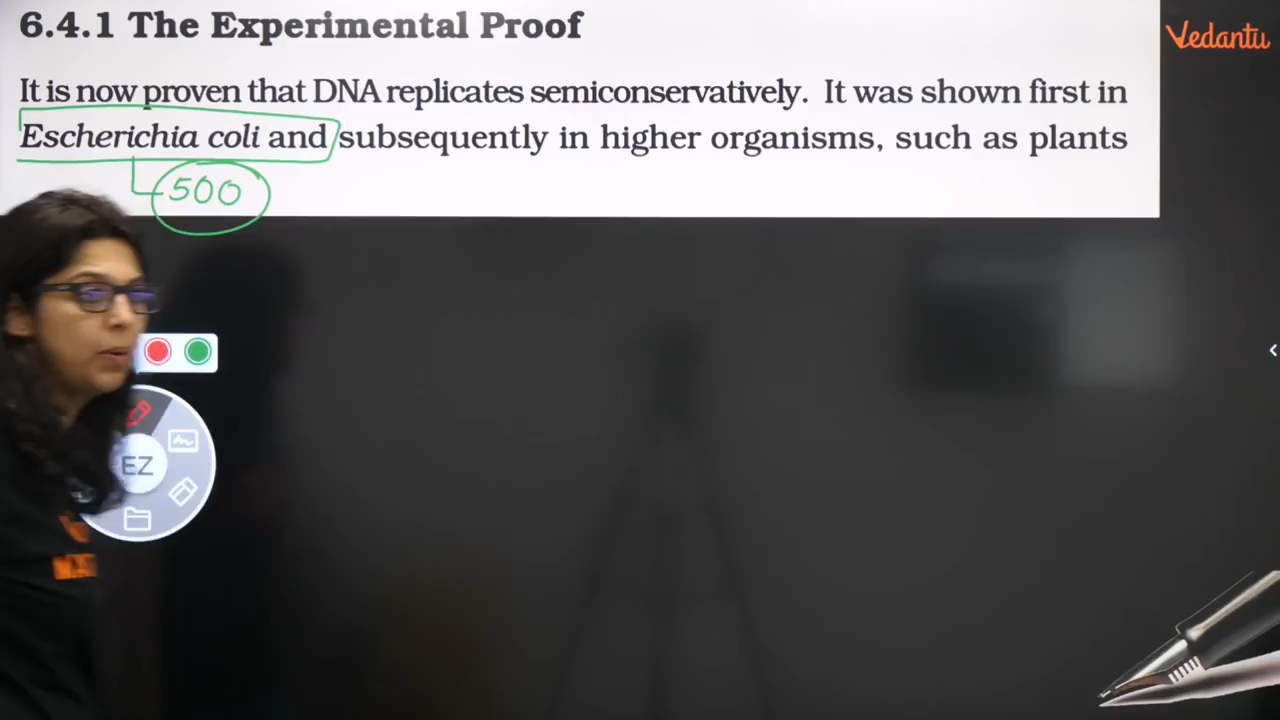 6.4.1 The Experimental Proof
Vedantu
It is now proven that DNA replicates semiconservatively. It was shown first in
Escherichia coli and subsequently in higher organisms, such as plants
500
EZ